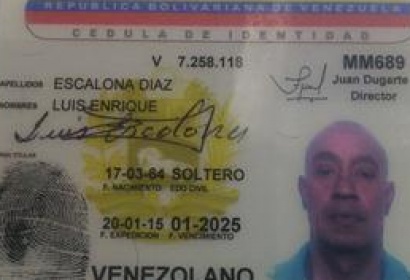 REPUBLICA BOLIVARIANA DE VENEZUELA
CEDULA DE IDENTIDAD
V 7.258.118
MM689
Juan Dugarte
Director
APELLIDOS ESCALONA DIAZ
NOMBRES LUIS ENRIQUE
Luis Escalona
TITULAR
17-03-64 SOLTERO
F. NACIMIENTO EDO CIVIL
20-01-15 01-2025
F. EXPEDICION F. VENCIMIENTO
VENEZOLANO